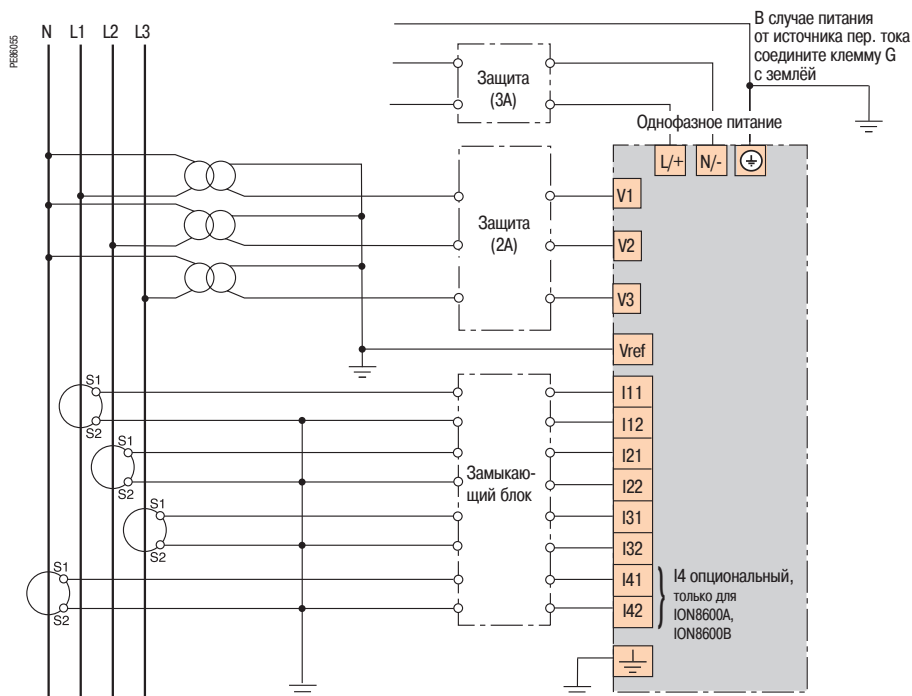 PE86055
N L1 L2 L3
В случае питания
от источника пер. тока
соедините клемму G
с землёй
Защита
(3А)
Однофазное питание
L/+ N/-
Защита
(2А)
V1
V2
V3
Vref
S1
S2
S1
S2
S1
S2
S1
S2
Замыкаю-
щий блок
I11
I12
I21
I22
I31
I32
I41
I42
I4 опциональный,
только для
ION8600A,
ION8600B